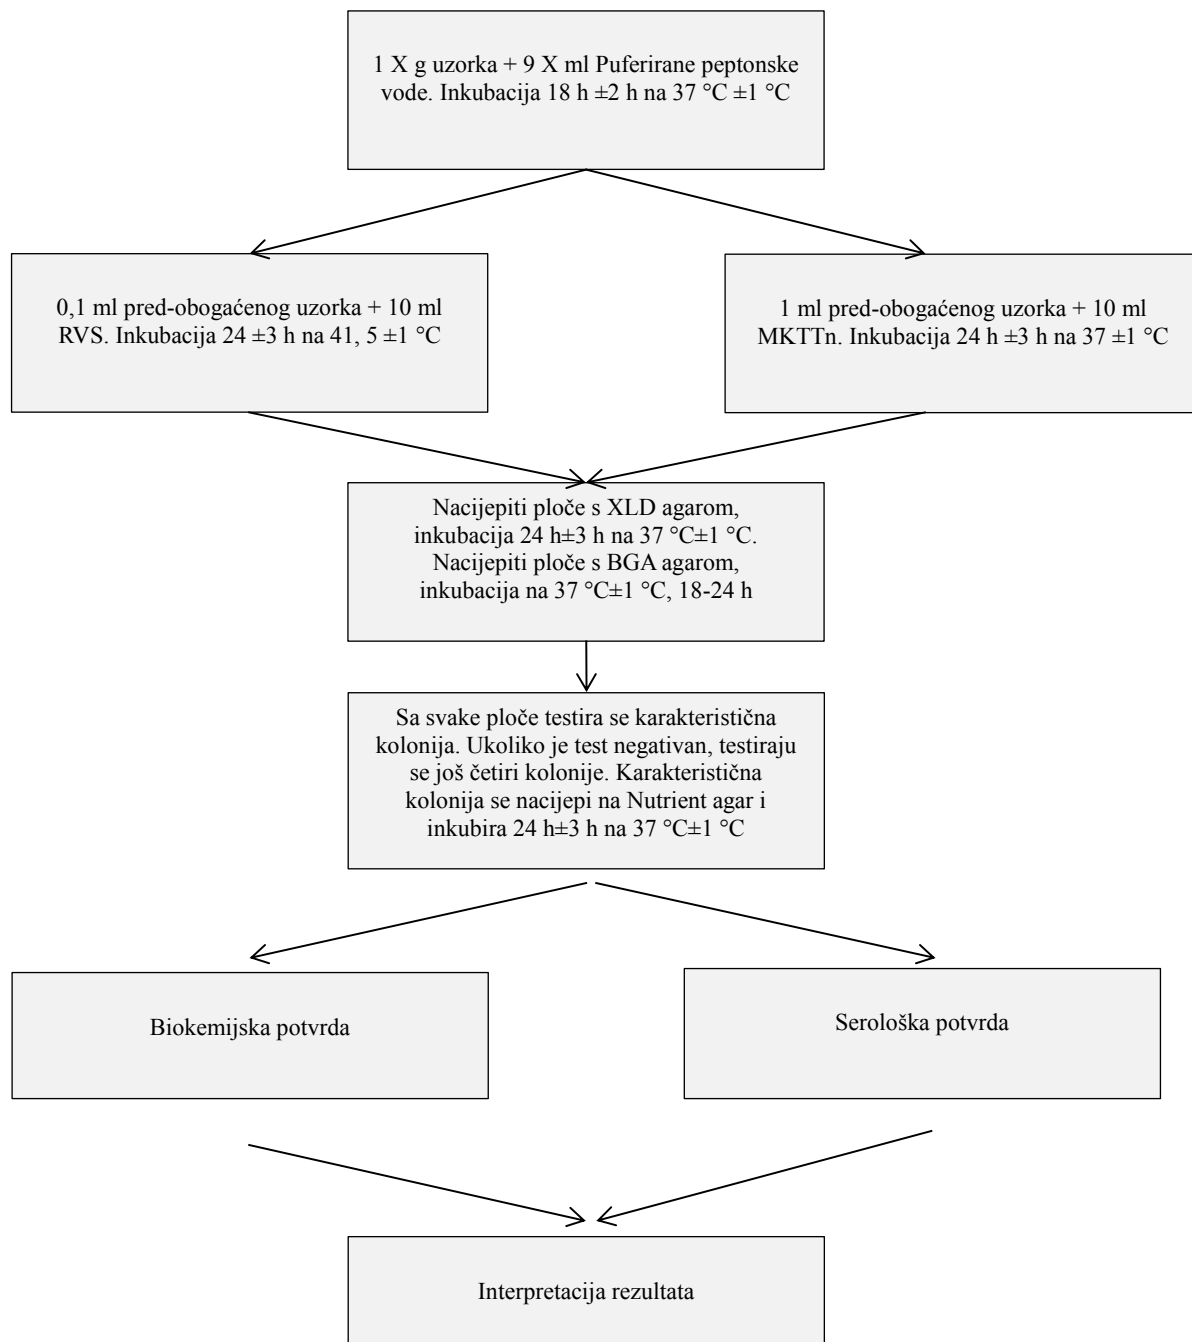 1 X g uzorka + 9 X ml Puferirane peptonske
vode. Inkubacija 18 h ±2 h na 37 °C ±1 °C
0,1 ml pred-obogaćenog uzorka + 10 ml
RVS. Inkubacija 24 ±3 h na 41, 5 ±1 °C
1 ml pred-obogaćenog uzorka + 10 ml
MKTTn. Inkubacija 24 h ±3 h na 37 ±1 °C
Nacijepiti ploče s XLD agarom,
inkubacija 24 h±3 h na 37 °C±1 °C.
Nacijepiti ploče s BGA agarom,
inkubacija na 37 °C±1 °C, 18-24 h
Sa svake ploče testira se karakteristična
kolonija. Ukoliko je test negativan, testiraju
se još četiri kolonije. Karakteristična
kolonija se nacijepi na Nutrient agar i
inkubira 24 h±3 h na 37 °C±1 °C
Biokemijska potvrda
Serološka potvrda
Interpretacija rezultata